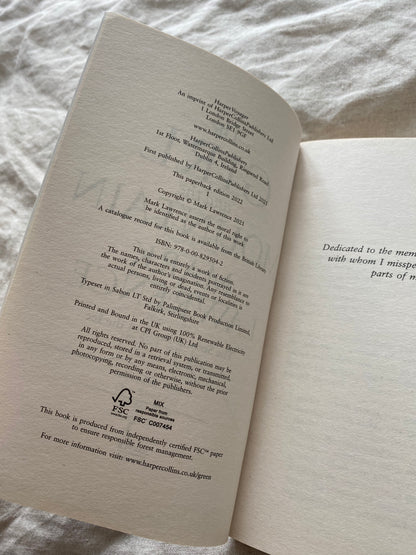 HarperVoyager
An imprint of HarperCollinsPublishers Ltd
1 London Bridge Street
London SE1 9GF
www.harpercollins.co.uk
HarperCollinsPublishers
1st Floor, Watermarque Building, Ringsend Road
Dublin 4, Ireland
First published by HarperCollinsPublishers Ltd 2021
This paperback edition 2022
1
Copyright © Mark Lawrence 2021
Mark Lawrence asserts the moral right to
be identified as the author of this work
A catalogue record for this book is available from the British Library
ISBN: 978-0-00-829504-2
This novel is entirely a work of fiction.
The names, characters and incidents portrayed in it are
the work of the author's imagination. Any resemblance to
actual persons, living or dead, events or localities is
entirely coincidental.
Typeset in Sabon LT Std by Palimpsest Book Production Limited,
Falkirk, Stirlingshire
Printed and Bound in the UK using 100% Renewable Electricity
at CPI Group (UK) Ltd
All rights reserved. No part of this publication may be
reproduced, stored in a retrieval system, or transmitted,
in any form or by any means, electronic, mechanical,
photocopying, recording or otherwise, without the prior
permission of the publishers.
FSC
MIX
Paper from
responsible sources
FSC C007454
This book is produced from independently certified FSC™ paper
to ensure responsible forest management.
For more information visit: www.harpercollins.co.uk/green
Dedicated to the mem
with whom I misspe
parts of m